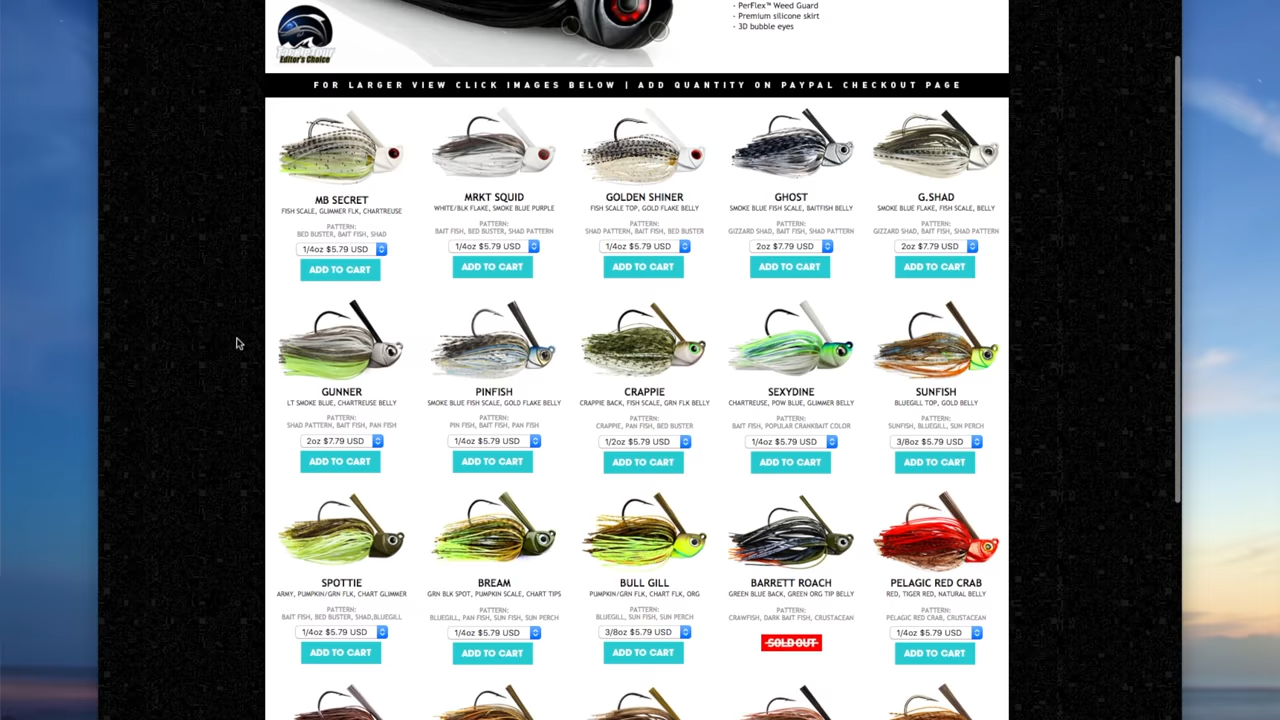 - PerFlex™ Weed Guard
- Premium silicone skirt
- 3D bubble eyes
Editor's Choice
FOR LARGER VIEW CLICK IMAGES BELOW | ADD QUANTITY ON PAYPAL CHECKOUT PAGE
MB SECRET
FISH SCALE, GLIMMER FLK, CHARTREUSE
PATTERN:
BED BUSTER, BAIT FISH, SHAD
1/4oz $5.79 USD
ADD TO CART
MRKT SQUID
WHITE/BLK FLAKE, SMOKE BLUE PURPLE
PATTERN:
BAIT FISH, BED BUSTER, SHAD PATTERN
1/4oz $5.79 USD
ADD TO CART
GOLDEN SHINER
FISH SCALE TOP, GOLD FLAKE BELLY
PATTERN:
SHAD PATTERN, BAIT FISH, BED BUSTER
1/4oz $5.79 USD
ADD TO CART
GHOST
SMOKE BLUE FISH SCALE, BAITFISH BELLY
PATTERN:
GIZZARD SHAD, BAIT FISH, SHAD PATTERN
2oz $7.79 USD
ADD TO CART
G.SHAD
SMOKE BLUE FLAKE, FISH SCALE, BELLY
PATTERN:
GIZZARD SHAD, BAIT FISH, SHAD PATTERN
2oz $7.79 USD
ADD TO CART
GUNNER
LT SMOKE BLUE, CHARTREUSE BELLY
PATTERN:
SHAD PATTERN, BAIT FISH, PAN FISH
2oz $7.79 USD
ADD TO CART
PINFISH
SMOKE BLUE FISH SCALE, GOLD FLAKE BELLY
PATTERN:
PIN FISH, BAIT FISH, PAN FISH
1/4oz $5.79 USD
ADD TO CART
CRAPPIE
CRAPPIE BACK, FISH SCALE, GRN FLK BELLY
PATTERN:
CRAPPIE, PAN FISH, BED BUSTER
1/2oz $5.79 USD
ADD TO CART
SEXYDINE
CHARTREUSE, POW BLUE, GLIMMER BELLY
PATTERN:
BAIT FISH, POPULAR CRANKBAIT COLOR
1/4oz $5.79 USD
ADD TO CART
SUNFISH
BLUEGILL TOP, GOLD BELLY
PATTERN:
SUNFISH, BLUEGILL, SUN PERCH
3/8oz $5.79 USD
ADD TO CART
SPOTTIE
ARMY, PUMPKIN/GRN FLK, CHART GLIMMER
PATTERN:
BAIT FISH, BED BUSTER, SHAD,BLUEGILL
1/4oz $5.79 USD
ADD TO CART
BREAM
GRN BLK SPOT, PUMPKIN SCALE, CHART TIPS
PATTERN:
BLUEGILL, PAN FISH, SUN FISH, SUN PERCH
1/4oz $5.79 USD
ADD TO CART
BULL GILL
PUMPKIN/GRN FLK, CHART FLK, ORG
PATTERN:
BLUEGILL, SUN FISH, SUN PERCH
3/8oz $5.79 USD
ADD TO CART
BARRETT ROACH
GREEN BLUE BACK, GREEN ORG TIP BELLY
PATTERN:
CRAWFISH, DARK BAIT FISH, CRUSTACEAN
SOLD OUT
PELAGIC RED CRAB
RED, TIGER RED, NATURAL BELLY
PATTERN:
PELAGIC RED CRAB, CRUSTACEAN
1/4oz $5.79 USD
ADD TO CART